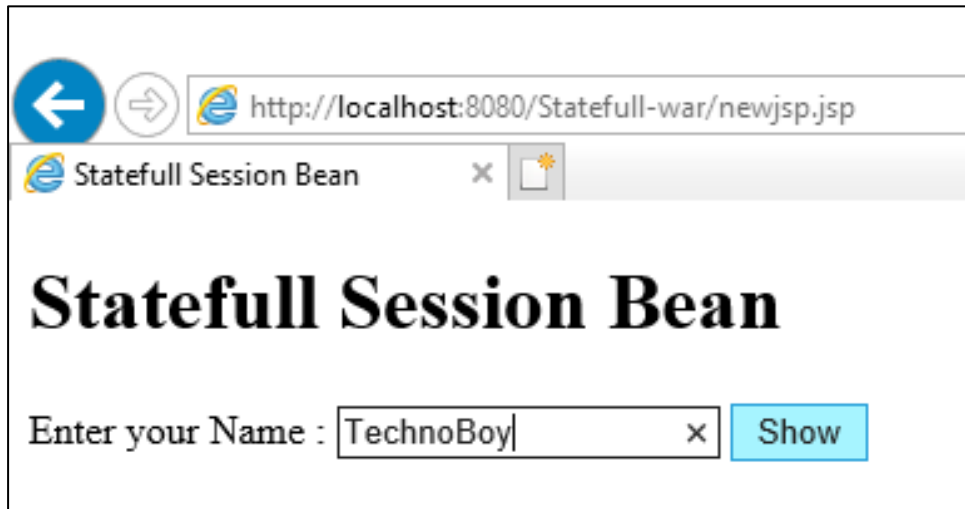 http://localhost:8080/Statefull-war/newjsp.jsp
Statefull Session Bean
Statefull Session Bean
Enter your Name : TechnoBoy Show